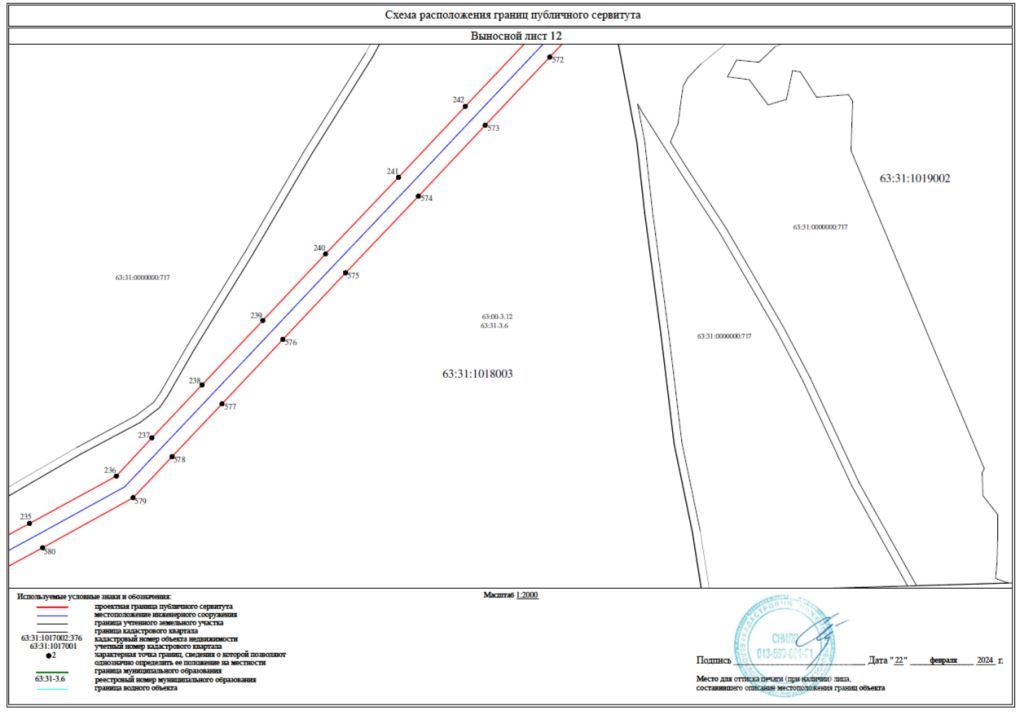 Схема расположения границ публичного сервитута
Выносной лист 12
572
242
573
241
574
63:31:1019002
240
63:31:0000000:717
575
63:31:0000000:717
239
63:00-3.12
63:31-3.6
576
63:31:0000000:717
238
63:31:1018003
577
237
578
236
579
235
580
Используемые условные знаки и обозначения:
проектная граница публичного сервитута
местоположение инженерного сооружения
граница учтенного земельного участка
граница кадастрового квартала
63:31:1017002:376 кадастровый номер объекта недвижимости
63:31:1017001 учетный номер кадастрового квартала
2 характерная точка границ, сведения о которой позволяют
однозначно определить ее положение на местности
граница муниципального образования
63:31-3.6 реестровый номер муниципального образования
граница водного объекта
Масштаб 1:2000
СНИЛС
Подпись Дата "22" февраля 2024 г.
Место для оттиска печати (при наличии) лица,
составившего описание местоположения границ объекта